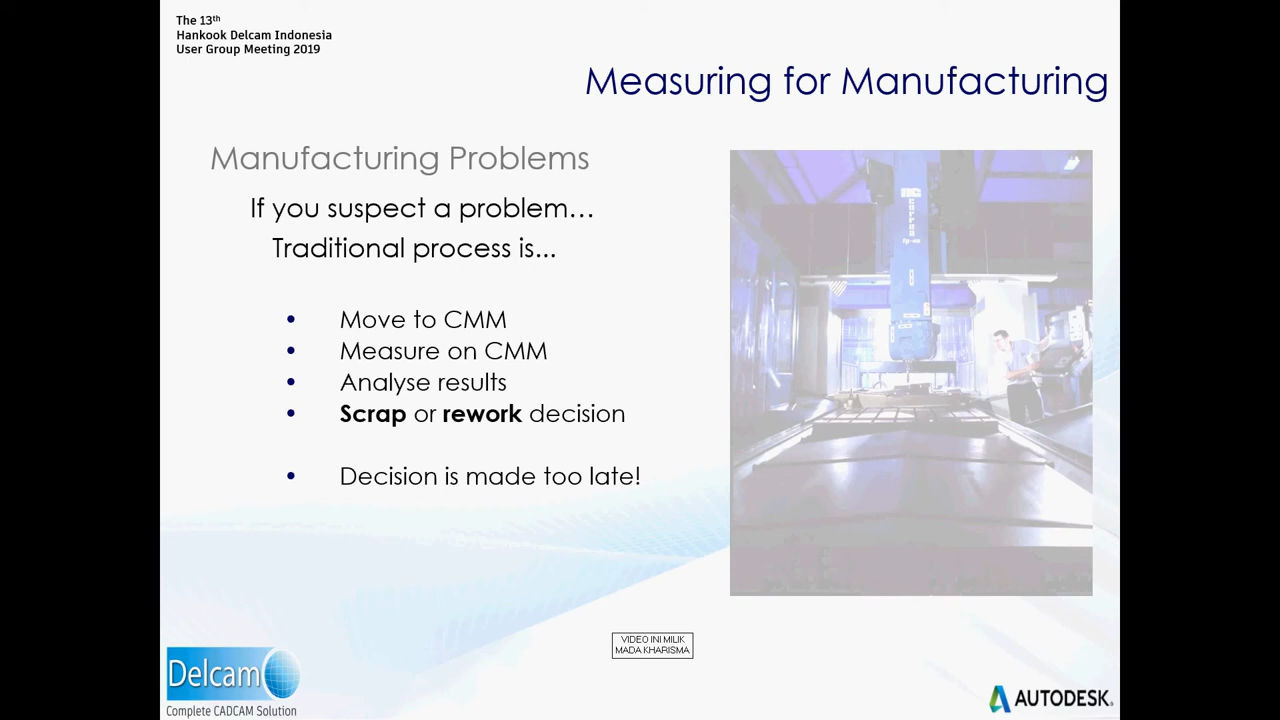 The 13th
Hankook Delcam Indonesia
User Group Meeting 2019
Measuring for Manufacturing
Manufacturing Problems
If you suspect a problem…
Traditional process is...
• Move to CMM
• Measure on CMM
• Analyse results
• Scrap or rework decision
• Decision is made too late!
VIDEO INI MILIK
MADA KHARISMA
Delcam
Complete CADCAM Solution
AUTODESK.